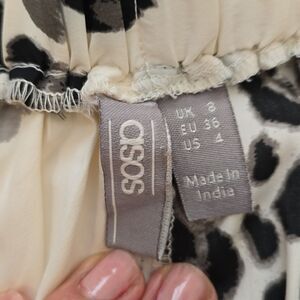 asos
UK 8
EU 36
US 4
Made in
India